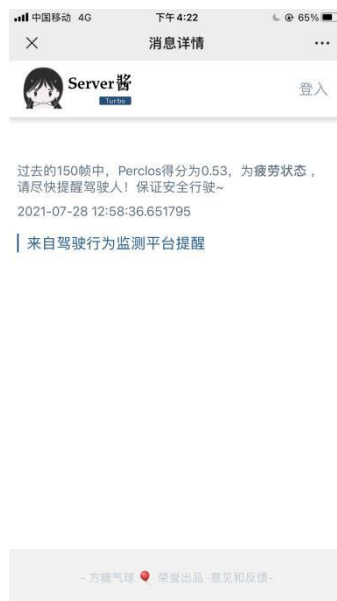 中国移动 4G 下午4:22 65%
消息详情
Server酱
Turbo
登入
过去的150帧中，Perclos得分为0.53，为疲劳状态，
请尽快提醒驾驶人！保证安全行驶~
2021-07-28 12:58:36.651795
来自驾驶行为监测平台提醒
- 方糖气球 荣誉出品 -意见和反馈-